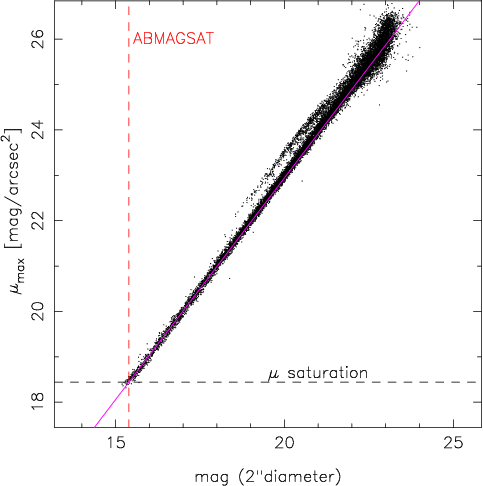 26
24
22
20
18
μmax [mag/arcsec²]
ABMAGSAT
μ saturation
15 20 25
mag (2"diameter)